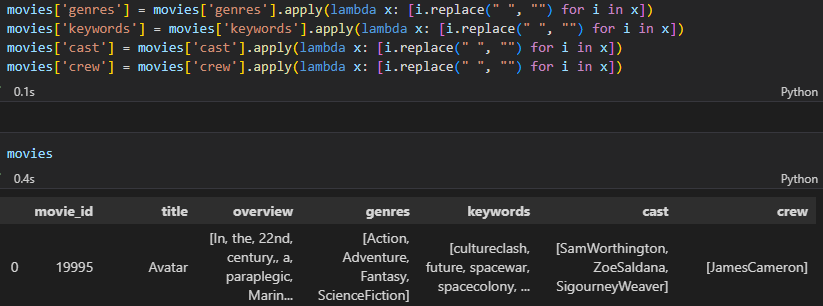 movies['genres'] = movies['genres'].apply(lambda x: [i.replace(" ", "") for i in x])
movies['keywords'] = movies['keywords'].apply(lambda x: [i.replace(" ", "") for i in x])
movies['cast'] = movies['cast'].apply(lambda x: [i.replace(" ", "") for i in x])
movies['crew'] = movies['crew'].apply(lambda x: [i.replace(" ", "") for i in x])
0.1s Python
movies
0.4s Python
movie_id title overview genres keywords cast crew
0 19995 Avatar [In, the, 22nd, century,, a, paraplegic, Marin... [Action, Adventure, Fantasy, ScienceFiction] [cultureclash, future, spacewar, spacecolony, ... [SamWorthington, ZoeSaldana, SigourneyWeaver] [JamesCameron]